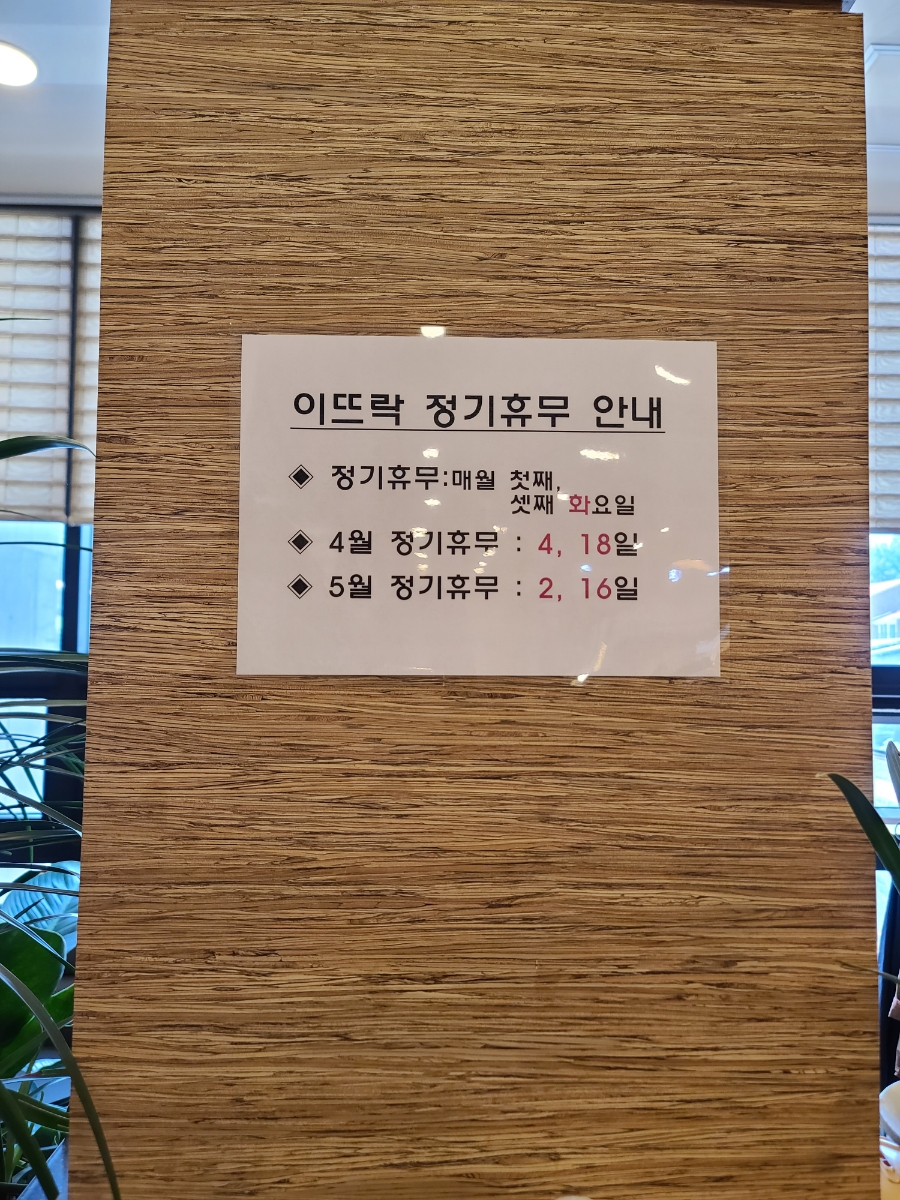 이뜨락 정기휴무 안내
◈ 정기휴무:매월 첫째,
셋째 화요일
◈ 4월 정기휴무 : 4, 18일
◈ 5월 정기휴무 : 2, 16일